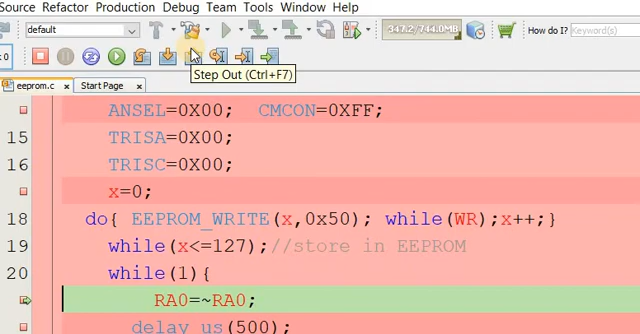 Source Refactor Production Debug Team Tools Window Help
default 347.2/744.0MB How do I? Keyword(s)
Step Out (Ctrl+F7)
eeprom.c Start Page
ANSEL=0X00; CMCON=0XFF;
15 TRISA=0X00;
16 TRISC=0X00;
x=0;
18 do{ EEPROM_WRITE(x,0x50); while(WR);x++;}
19 while(x<=127);//store in EEPROM
20 while(1){
RA0=~RA0;
delay us(500);